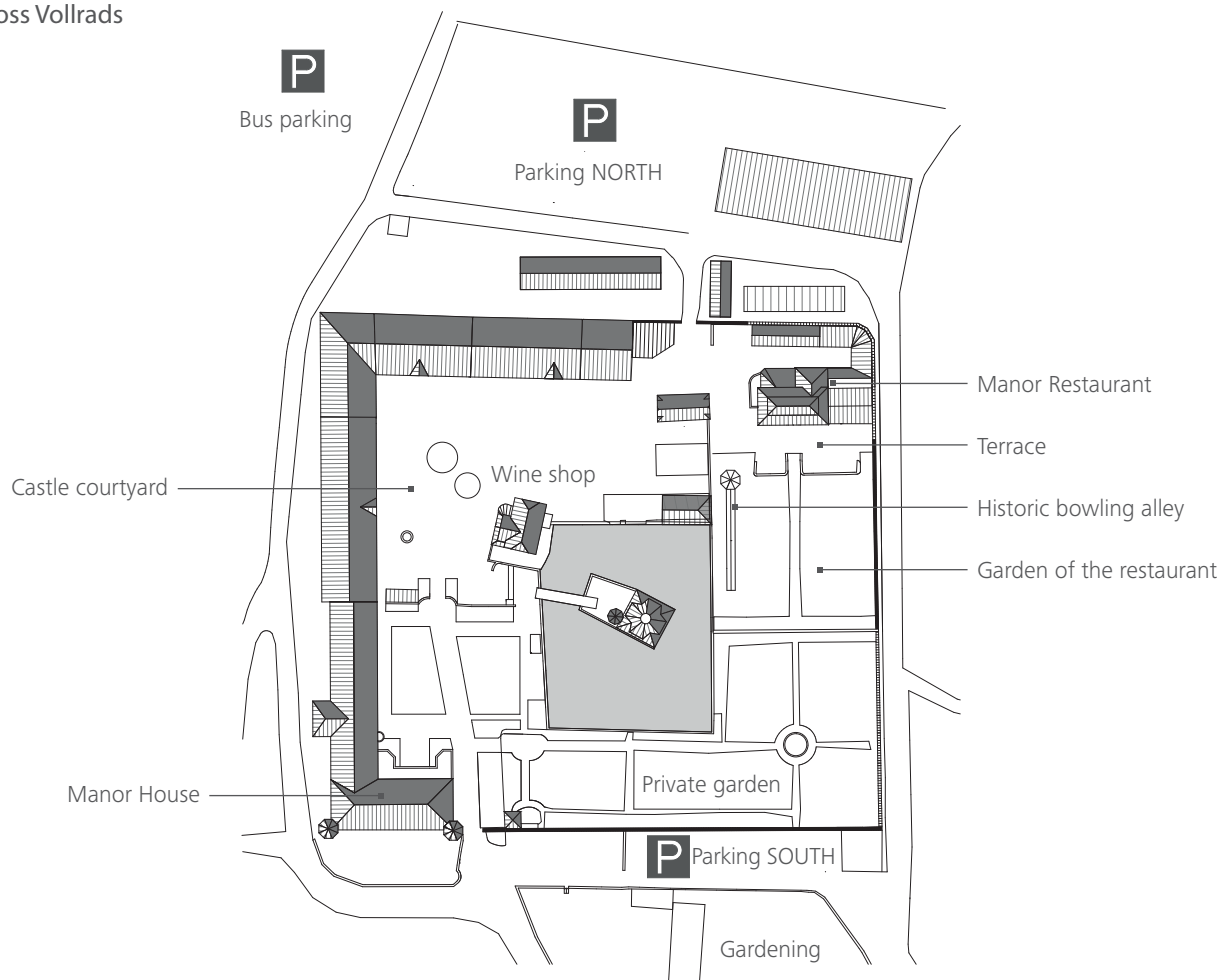 oss Vollrads
P
Bus parking
P
Parking NORTH
Manor Restaurant
Terrace
Wine shop
Castle courtyard
Historic bowling alley
Garden of the restaurant
Private garden
Manor House
P Parking SOUTH
Gardening